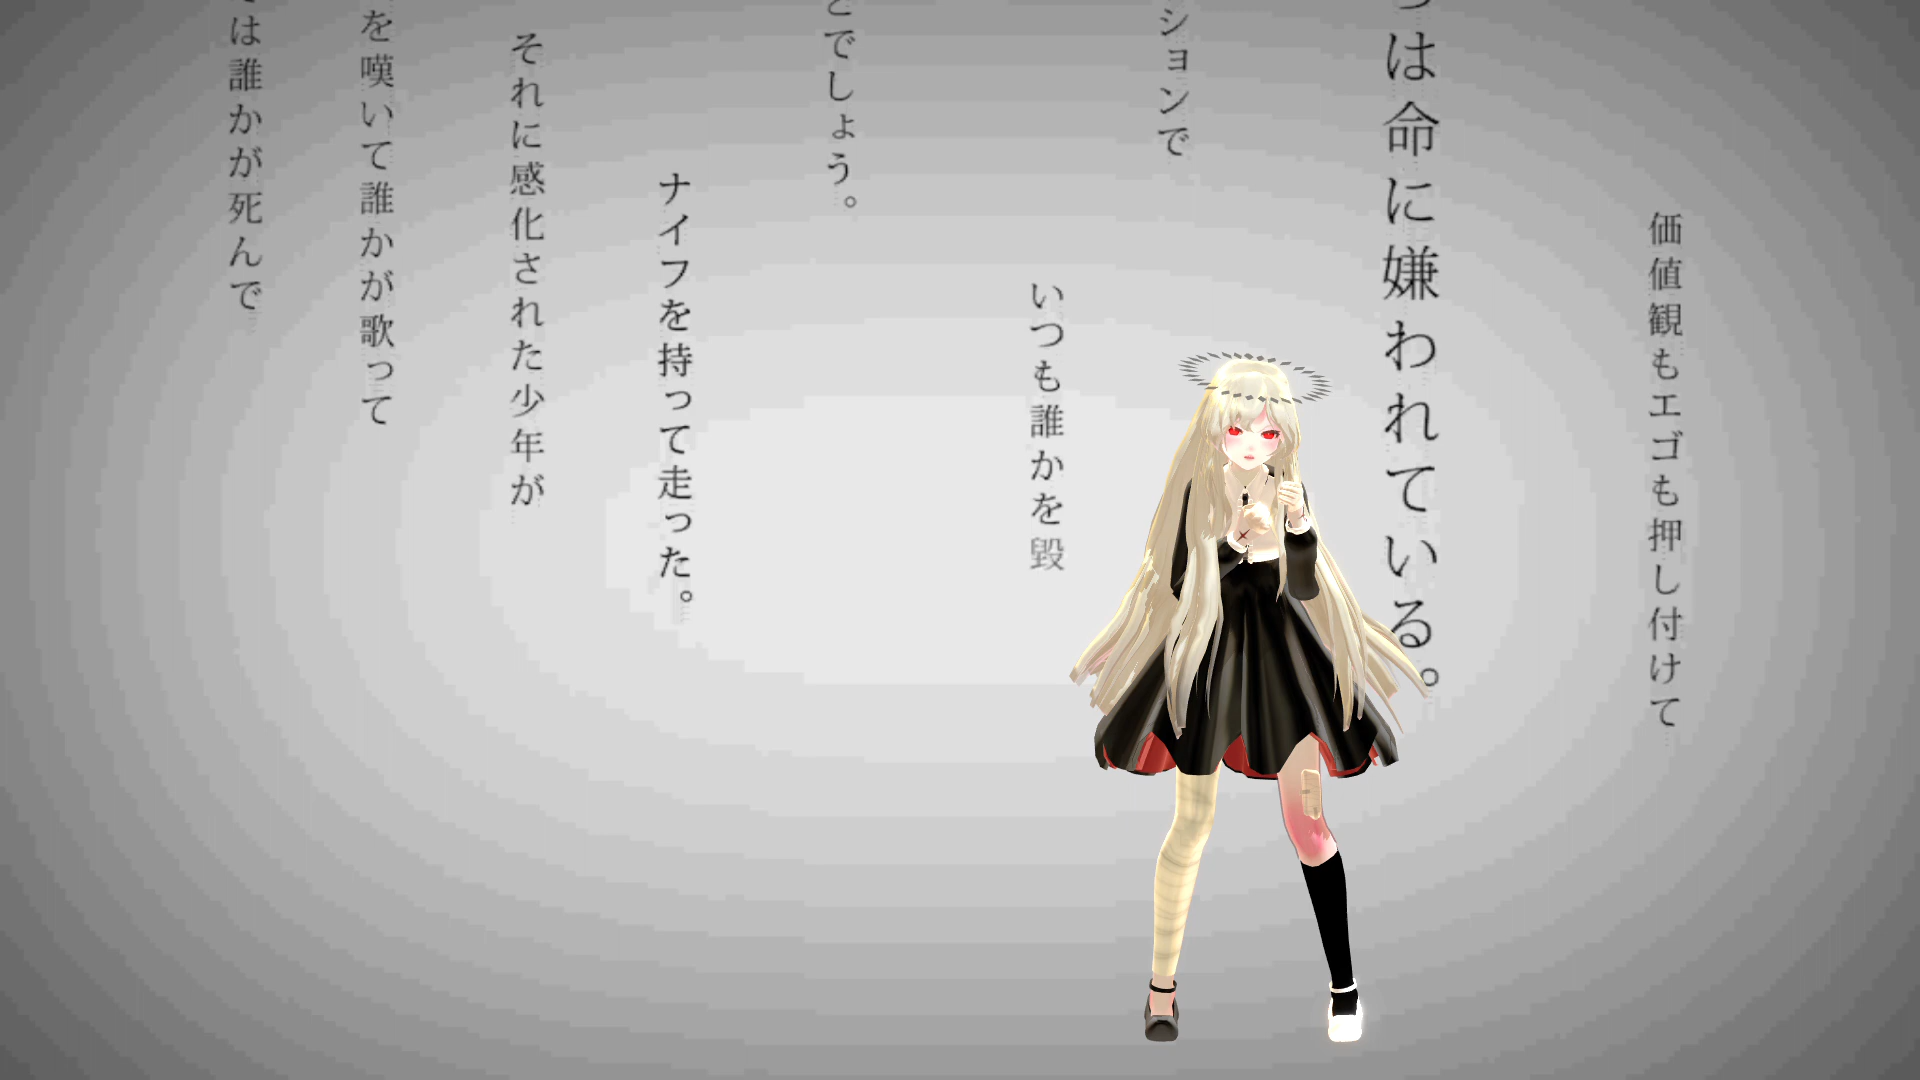 価値観もエゴも押し付けて
は命に嫌われている。
ションで
いつも誰かを毀
とでしょう。
ナイフを持って走った。
それに感化された少年が
を嘆いて誰かが歌って
は誰かが死んで